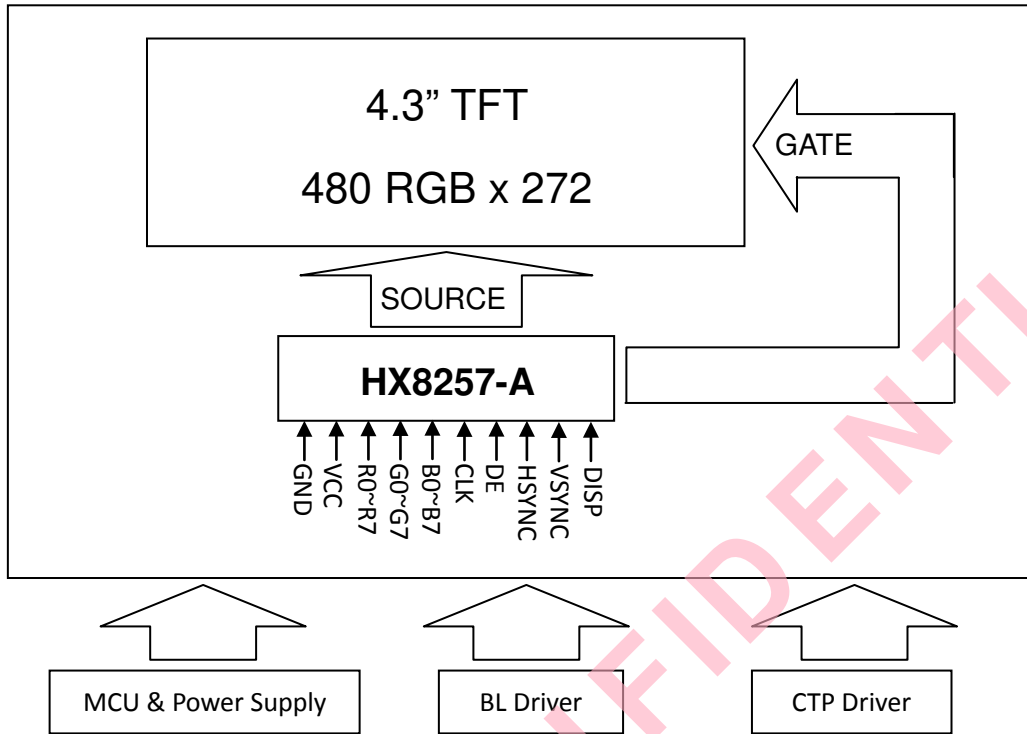 4.3” TFT
480 RGB x 272
GATE
SOURCE
HX8257-A
GND
VCC
R0~R7
G0~G7
B0~B7
CLK
DE
HSYNC
VSYNC
DISP
MCU & Power Supply
BL Driver
CTP Driver
FIDENTI